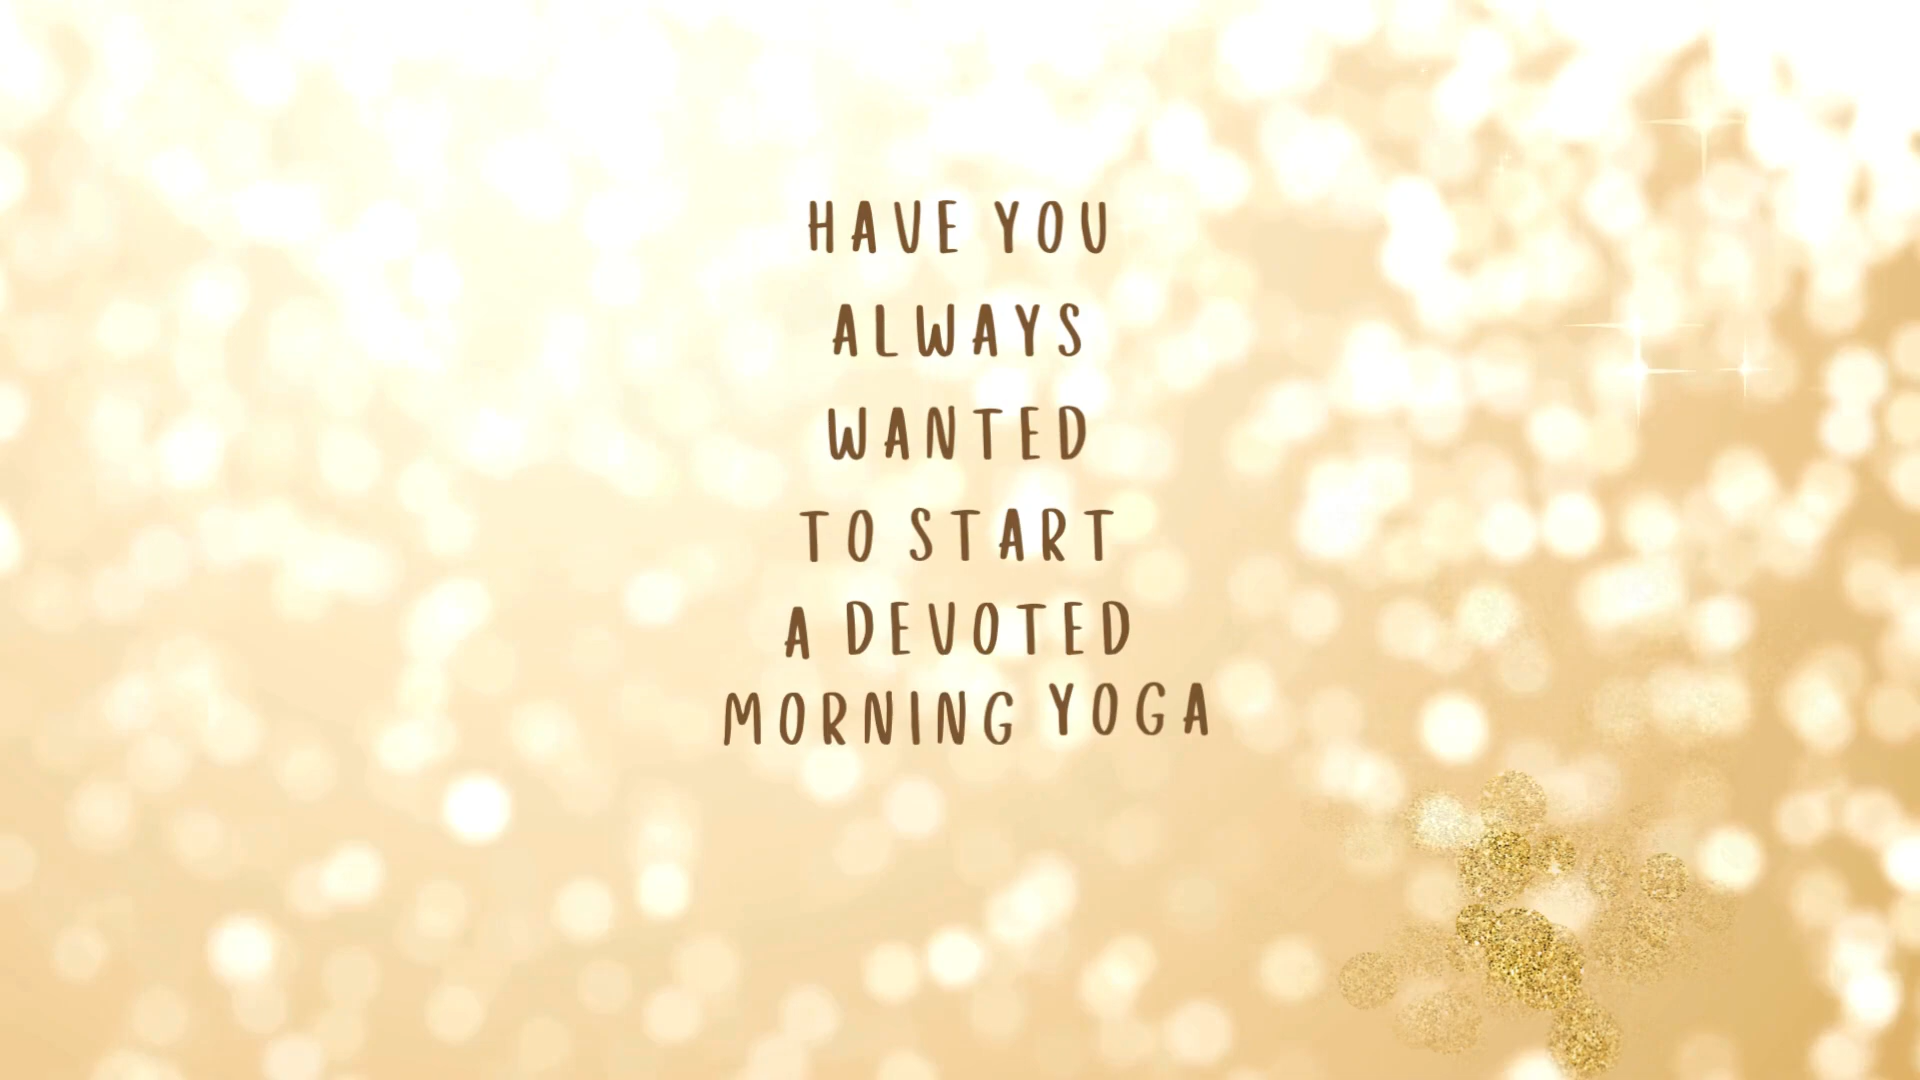 HAVE YOU
ALWAYS
WANTED
TO START
A DEVOTED
MORNING YOGA